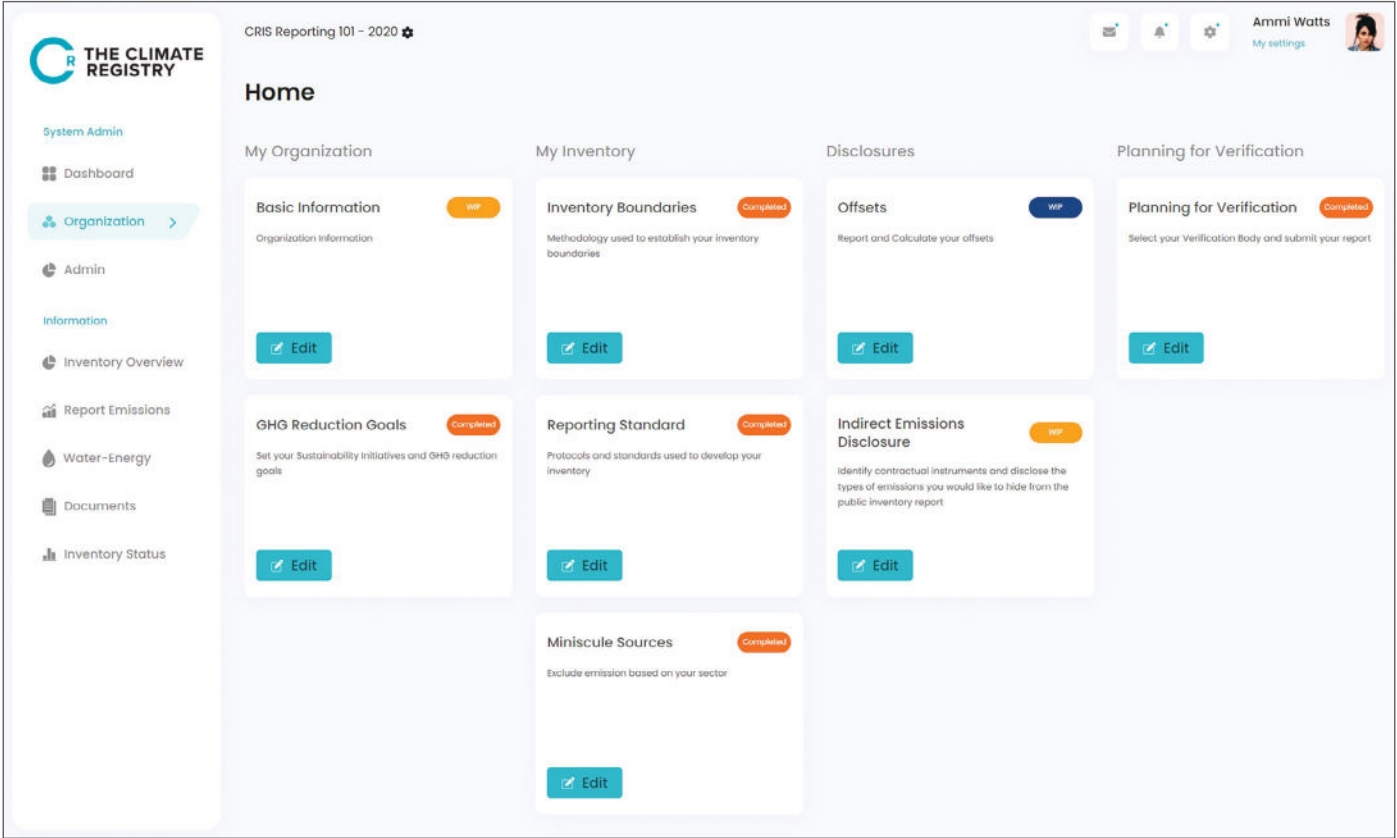 R
THE CLIMATE
REGISTRY
System Admin
Dashboard
Organization
Admin
Information
Inventory Overview
Report Emissions
Water-Energy
Documents
Inventory Status
CRIS Reporting 101 - 2020
Ammi Watts
My settings
Home
My Organization
Basic Information
WIP
Organization Information
Edit
GHG Reduction Goals
Completed
Set your Sustainability Initiatives and GHG reduction
goals
Edit
My Inventory
Inventory Boundaries
Completed
Methodology used to establish your inventory
boundaries
Edit
Reporting Standard
Completed
Protocols and standards used to develop your
inventory
Edit
Miniscule Sources
Completed
Exclude emission based on your sector
Edit
Disclosures
Offsets
WIP
Report and Calculate your offsets
Edit
Indirect Emissions
Disclosure
WIP
Identify contractual instruments and disclose the
types of emissions you would like to hide from the
public inventory report
Edit
Planning for Verification
Planning for Verification
Completed
Select your Verification Body and submit your report
Edit